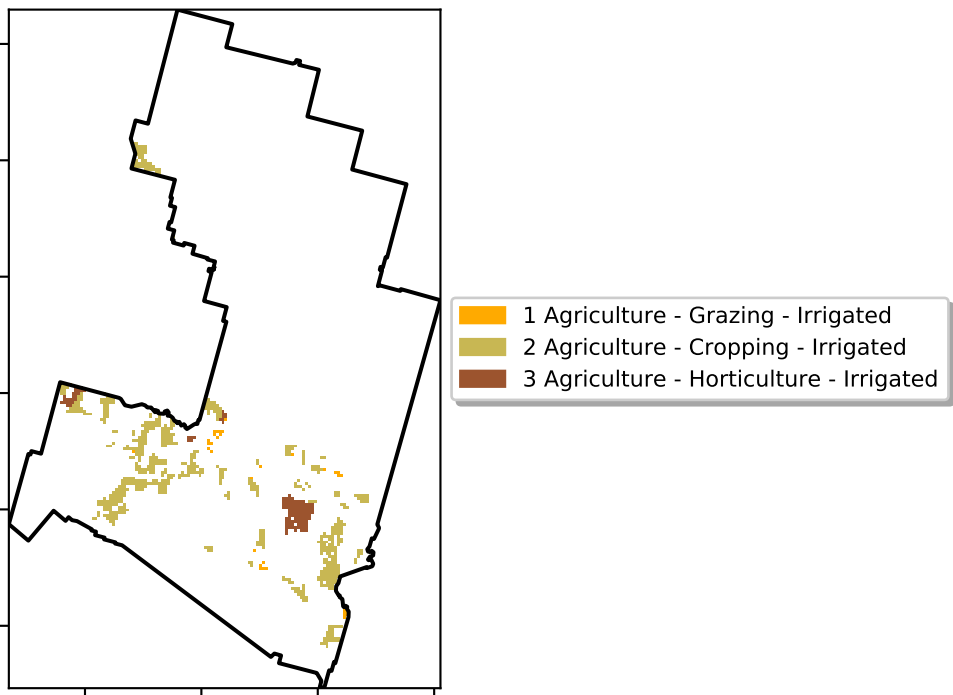 1 Agriculture - Grazing - Irrigated
2 Agriculture - Cropping - Irrigated
3 Agriculture - Horticulture - Irrigated